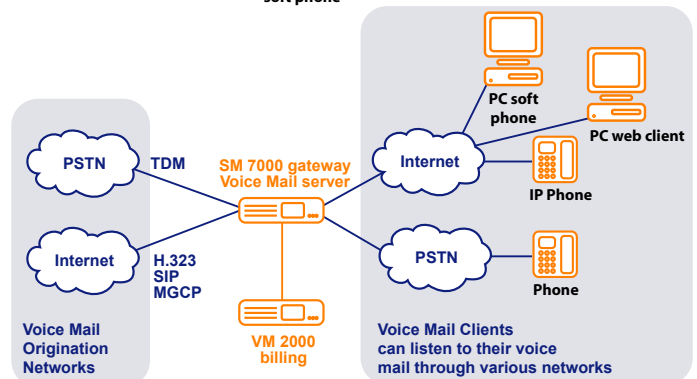 soft phone
PC soft
phone
PC web client
PSTN
TDM
SM 7000 gateway
Voice Mail server
Internet
IP Phone
Internet
H.323
SIP
MGCP
PSTN
Phone
VM 2000
billing
Voice Mail
Origination
Networks
Voice Mail Clients
can listen to their voice
mail through various networks